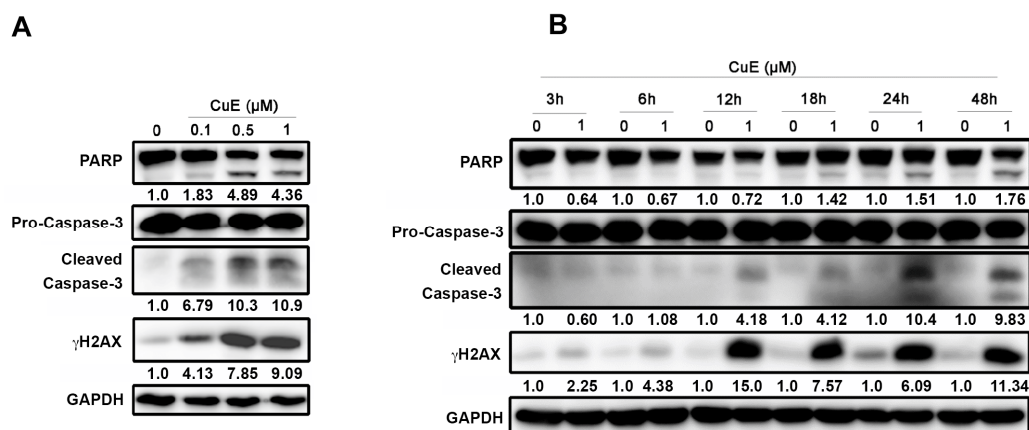 A
CuE (μM)
0 0.1 0.5 1
PARP
1.0 1.83 4.89 4.36
Pro-Caspase-3
Cleaved
Caspase-3
1.0 6.79 10.3 10.9
γH2AX
1.0 4.13 7.85 9.09
GAPDH
B
CuE (μM)
3h 6h 12h 18h 24h 48h
0 1 0 1 0 1 0 1 0 1 0 1
PARP
1.0 0.64 1.0 0.67 1.0 0.72 1.0 1.42 1.0 1.51 1.0 1.76
Pro-Caspase-3
Cleaved
Caspase-3
1.0 0.60 1.0 1.08 1.0 4.18 1.0 4.12 1.0 10.4 1.0 9.83
γH2AX
1.0 2.25 1.0 4.38 1.0 15.0 1.0 7.57 1.0 6.09 1.0 11.34
GAPDH